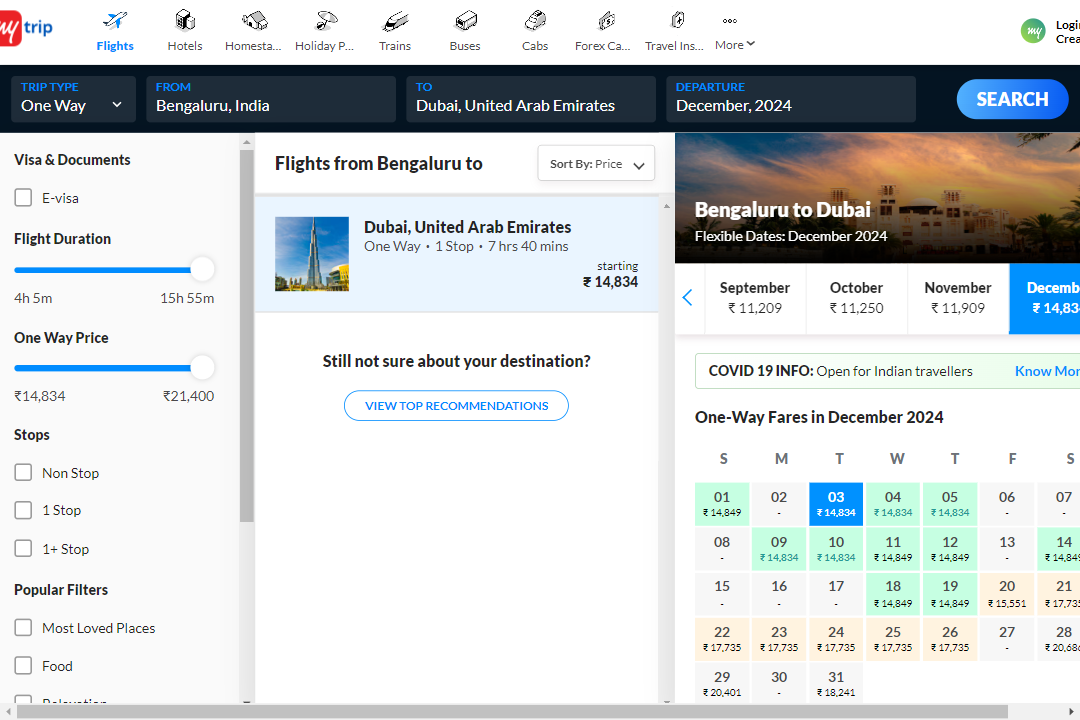 my trip
Flights
Hotels
Homesta...
Holiday P...
Trains
Buses
Cabs
Forex Ca...
Travel Ins...
More
my
Login
Crea
TRIP TYPE
One Way
FROM
Bengaluru, India
TO
Dubai, United Arab Emirates
DEPARTURE
December, 2024
SEARCH
Visa & Documents
E-visa
Flight Duration
4h 5m 15h 55m
One Way Price
₹14,834 ₹21,400
Stops
Non Stop
1 Stop
1+ Stop
Popular Filters
Most Loved Places
Food
Relaxation
Flights from Bengaluru to
Sort By: Price
Dubai, United Arab Emirates
One Way • 1 Stop • 7 hrs 40 mins
starting
₹ 14,834
Still not sure about your destination?
VIEW TOP RECOMMENDATIONS
Bengaluru to Dubai
Flexible Dates: December 2024
September
₹ 11,209
October
₹ 11,250
November
₹ 11,909
Decemb
₹ 14,83
COVID 19 INFO: Open for Indian travellers Know Mor
One-Way Fares in December 2024
S M T W T F S
01 02 03 04 05 06 07
₹ 14,849 - ₹ 14,834 ₹ 14,834 ₹ 14,834 - -
08 09 10 11 12 13 14
- ₹ 14,834 ₹ 14,834 ₹ 14,849 ₹ 14,849 - ₹ 14,849
15 16 17 18 19 20 21
- - - ₹ 14,849 ₹ 14,849 ₹ 15,551 ₹ 17,735
22 23 24 25 26 27 28
₹ 17,735 ₹ 17,735 ₹ 17,735 ₹ 17,735 ₹ 17,735 - ₹ 20,686
29 30 31
₹ 20,401 - ₹ 18,241